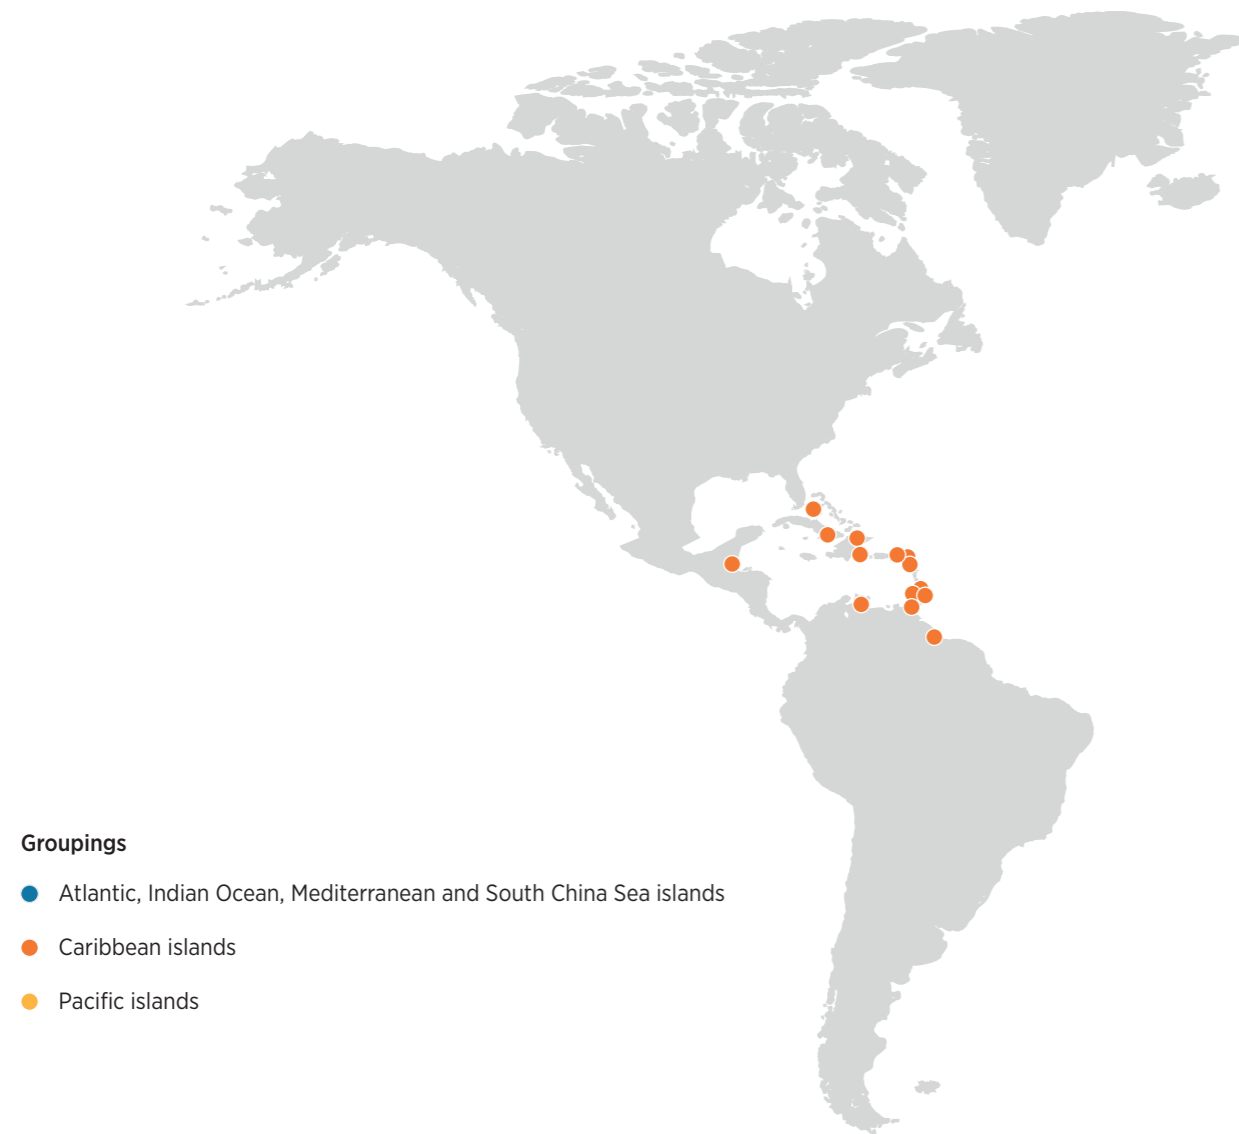 Groupings
Atlantic, Indian Ocean, Mediterranean and South China Sea islands
Caribbean islands
Pacific islands